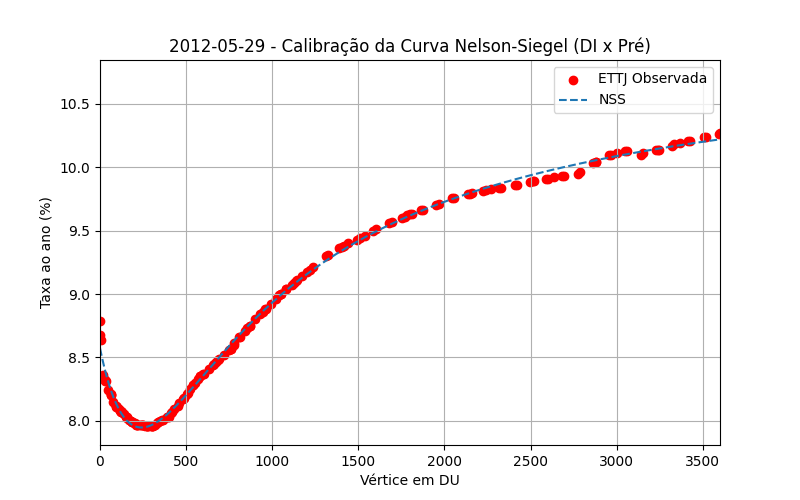 2012-05-29 - Calibração da Curva Nelson-Siegel (DI x Pré)
ETTJ Observada
NSS
Taxa ao ano (%)
10.5
10.0
9.5
9.0
8.5
8.0
0 500 1000 1500 2000 2500 3000 3500
Vértice em DU